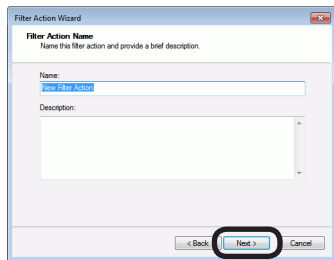 Filter Action Wizard
Filter Action Name
Name this filter action and provide a brief description.
Name:
New Filter Action
Description:
< Back
Next >
Cancel